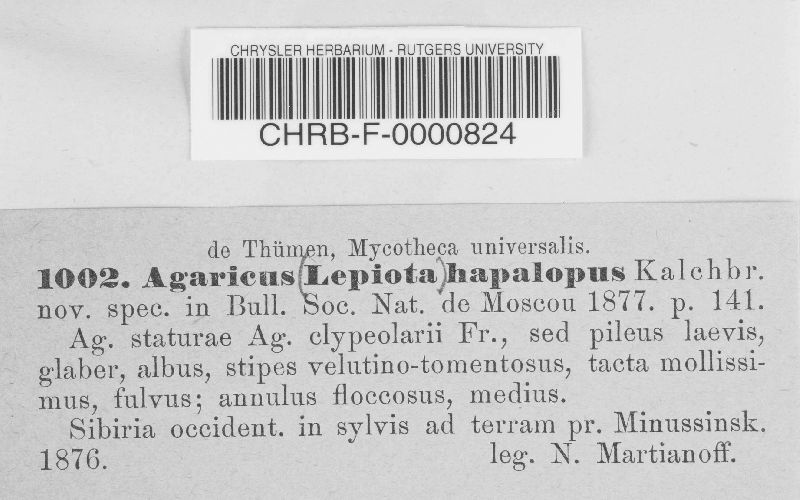 CHRYSLER HERBARIUM - RUTGERS UNIVERSITY
CHRB-F-0000824
de Thümen, Mycotheca universalis.
1002. Agaricus (Lepiota) hapalopus Kalchbr.
nov. spec. in Bull. Soc. Nat. de Moscou 1877. p. 141.
Ag. staturae Ag. clypeolarii Fr., sed pileus laevis,
glaber, albus, stipes velutino-tomentosus, tacta mollissi-
mus, fulvus; annulus floccosus, medius.
Sibiria occident. in sylvis ad terram pr. Minussinsk.
1876. leg. N. Martianoff.